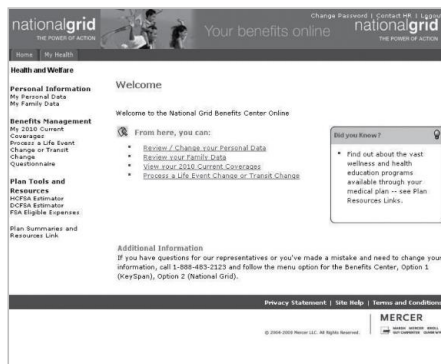 Change Password | Contact HR | Logout
nationalgrid
THE POWER OF ACTION
Your benefits online
nationalgrid
THE POWER OF ACTION
Home
My Health
Health and Welfare
Personal Information
My Personal Data
My Family Data
Benefits Management
My 2010 Current
Coverages
Process a Life Event
Change or Transit
Change
Questionnaire
Plan Tools and
Resources
HCFSA Estimator
DCFSA Estimator
FSA Eligible Expenses
Plan Summaries and
Resources Link
Welcome
Welcome to the National Grid Benefits Center Online
From here, you can:
• Review / Change your Personal Data
• Review your Family Data
• View your 2010 Current Coverages
• Process a Life Event Change or Transit Change
Did you Know?
• Find out about the vast
wellness and health
education programs
available through your
medical plan -- see Plan
Resources Links.
Additional Information
If you have questions for our representatives or you've made a mistake and need to change your
information, call 1-888-483-2123 and follow the menu option for the Benefits Center, Option 1
(KeySpan), Option 2 (National Grid).
Privacy Statement | Site Help | Terms and Conditions
© 2004-2008 Mercer LLC. All Rights Reserved.
MERCER
MARSH MERCER KROLL